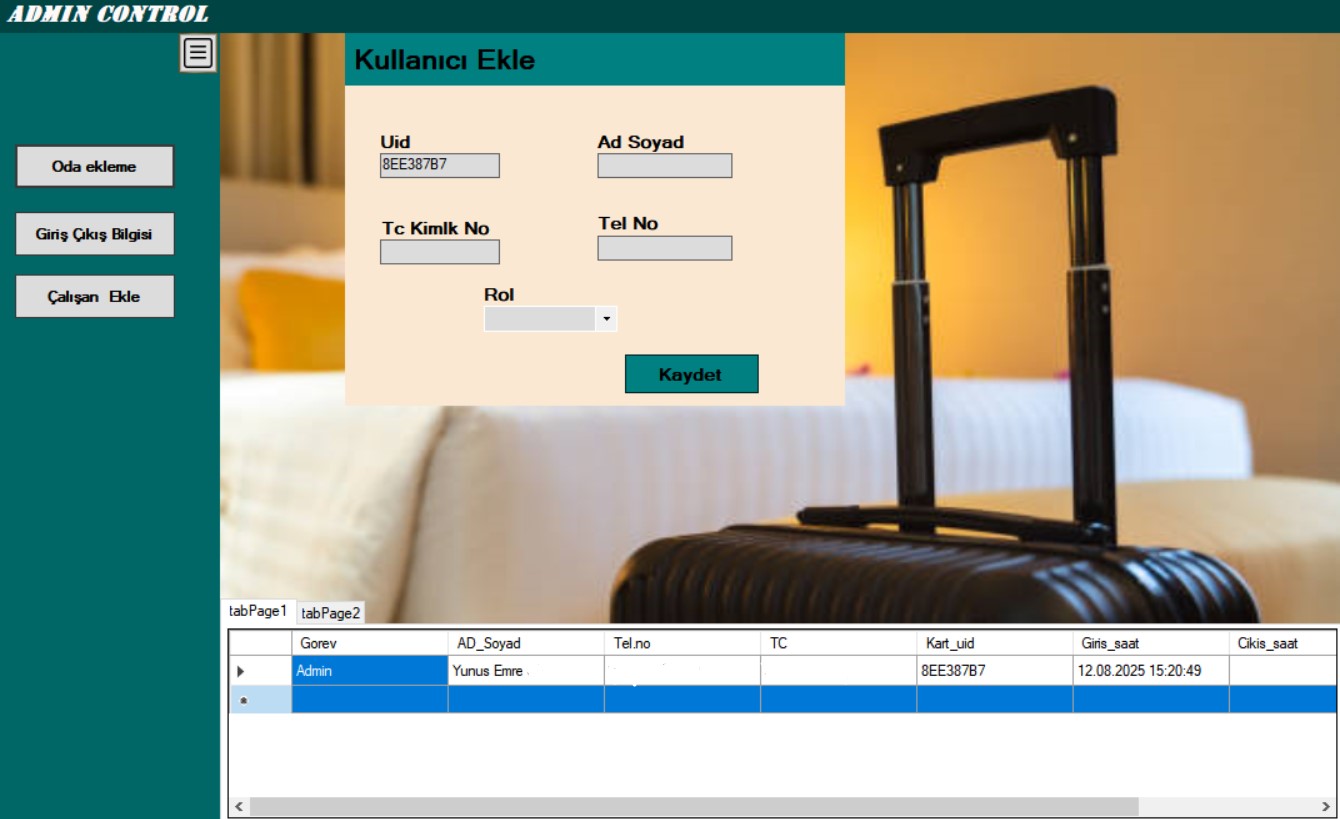 ADMIN CONTROL
Kullanıcı Ekle
Oda ekleme
Giriş Çıkış Bilgisi
Çalışan Ekle
Uid
8EE387B7
Ad Soyad
Tc Kimlk No
Tel No
Rol
Kaydet
tabPage1 tabPage2
Gorev AD_Soyad Tel.no TC Kart_uid Giris_saat Cikis_saat
Admin Yunus Emre 8EE387B7 12.08.2025 15:20:49